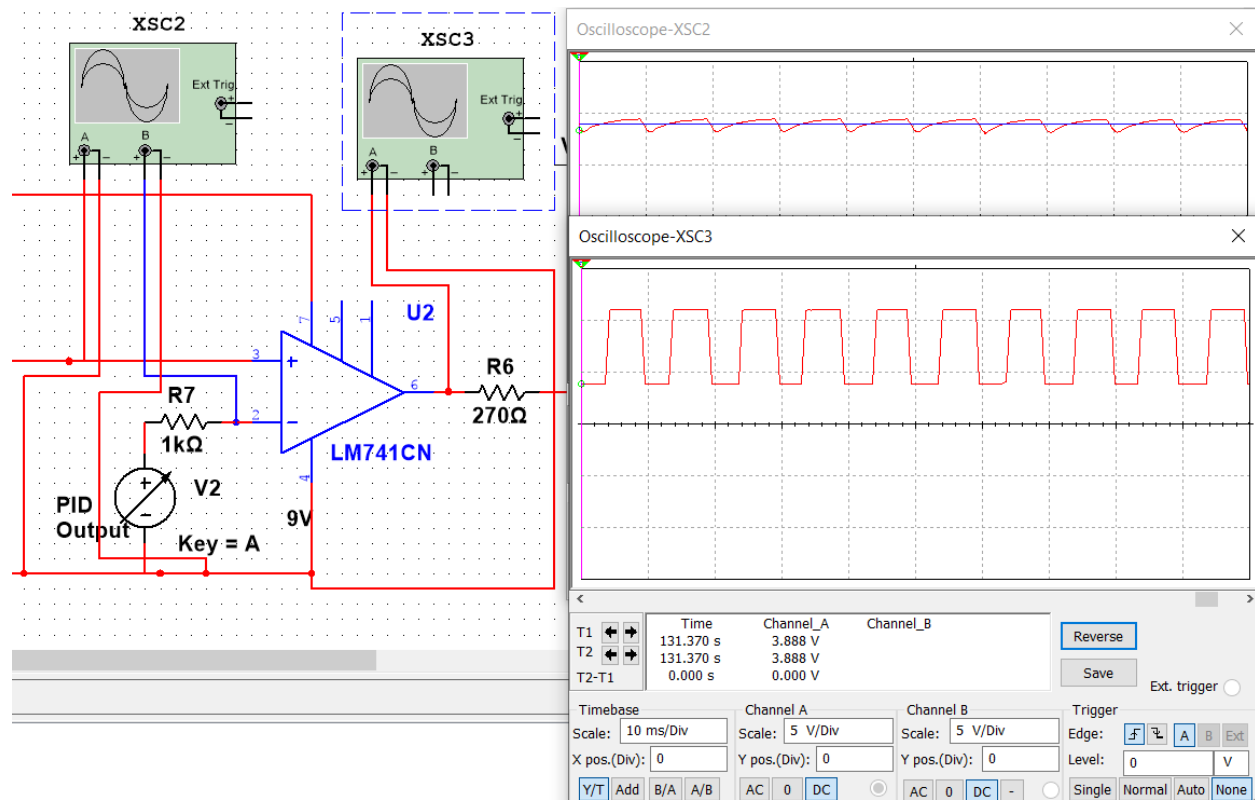 XSC2
Ext Trig
+
-
A
B
+
-
+
-
XSC3
Ext Trig
+
-
A
B
+
-
+
-
V
7
5
1
U2
3
+
R7
2
-
1kΩ
6
R6
270Ω
LM741CN
4
+
-
V2
PID
Output
Key = A
9V
Oscilloscope-XSC2
Oscilloscope-XSC3
Time Channel_A Channel_B
T1 131.370 s 3.888 V
T2 131.370 s 3.888 V
T2-T1 0.000 s 0.000 V
Reverse
Save
Ext. trigger
Timebase
Scale: 10 ms/Div
X pos.(Div): 0
Y/T Add B/A A/B
Channel A
Scale: 5 V/Div
Y pos.(Div): 0
AC 0 DC
Channel B
Scale: 5 V/Div
Y pos.(Div): 0
AC 0 DC -
Trigger
Edge: A B Ext
Level: 0 V
Single Normal Auto None